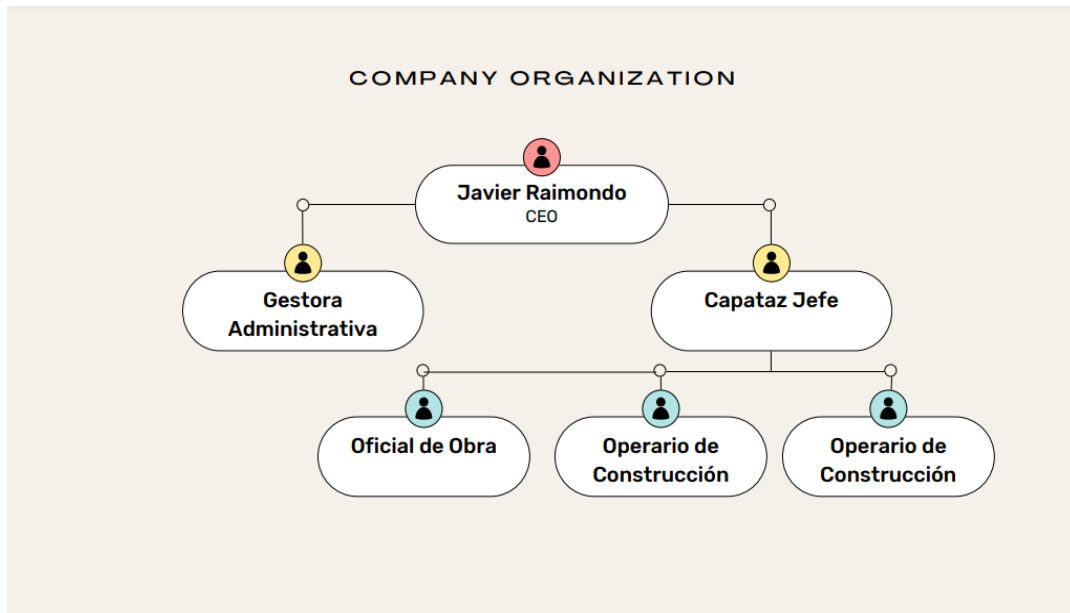 COMPANY ORGANIZATION
Javier Raimondo
CEO
Gestora
Administrativa
Capataz Jefe
Oficial de Obra
Operario de
Construcción
Operario de
Construcción